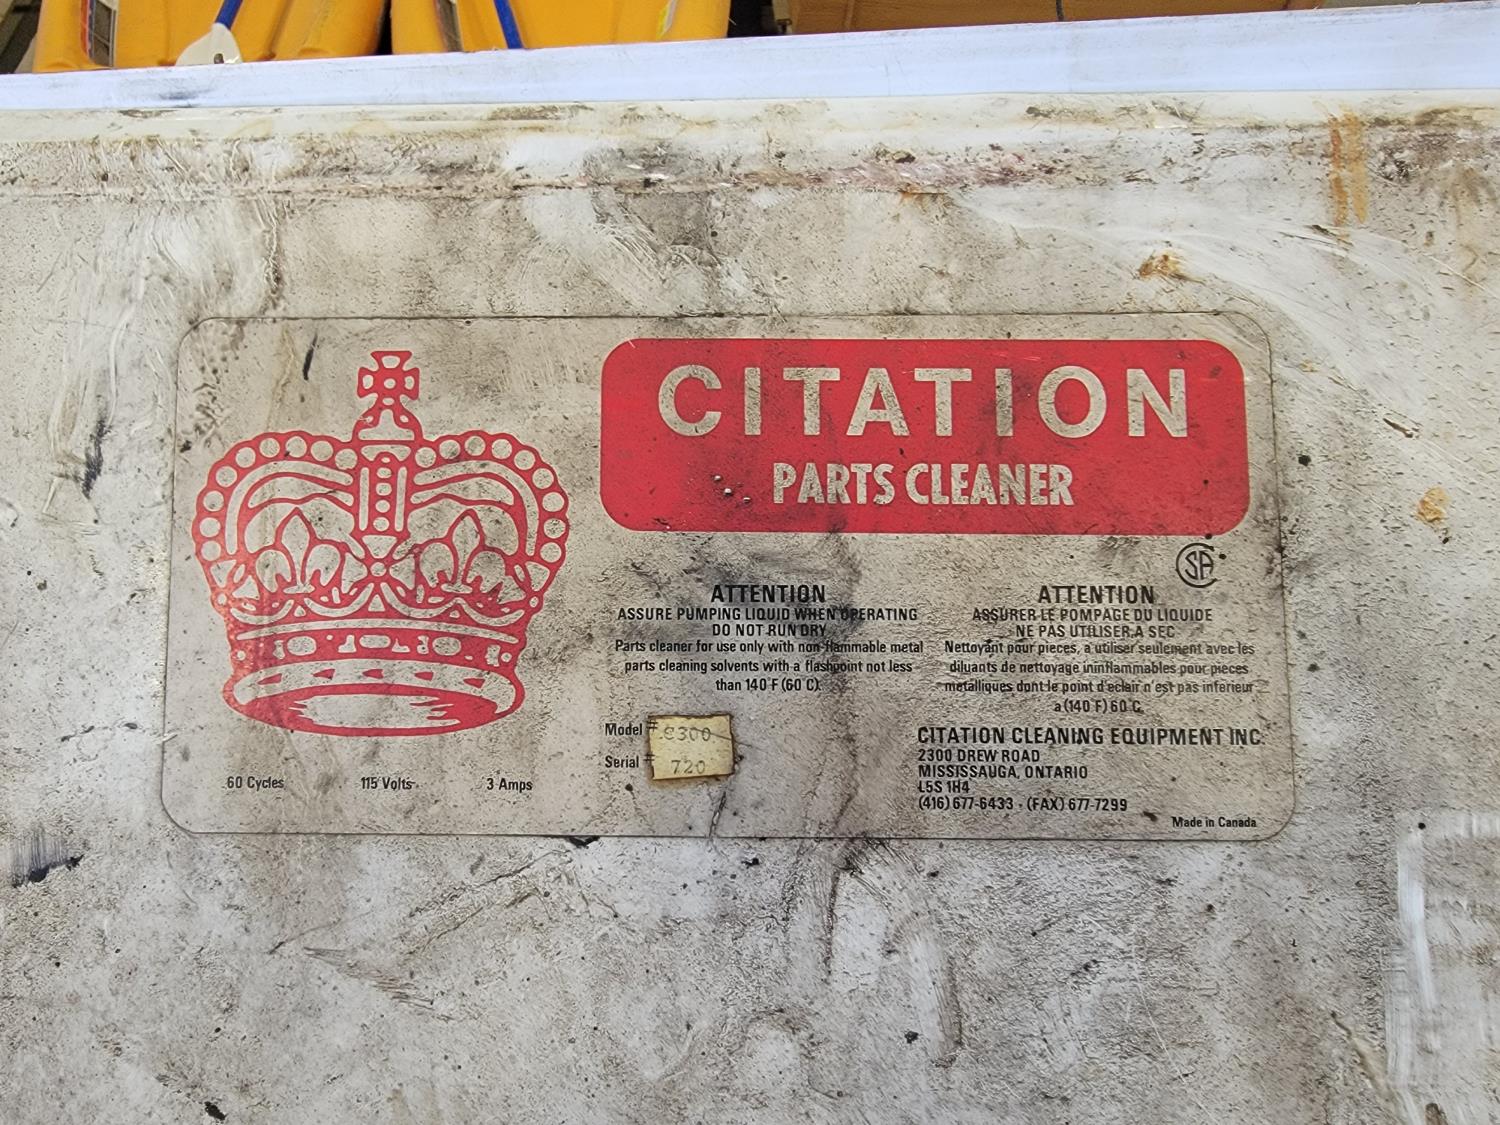 CITATION
PARTS CLEANER
CSA
ATTENTION
ASSURE PUMPING LIQUID WHEN OPERATING
DO NOT RUN DRY
Parts cleaner for use only with non-flammable metal
parts cleaning solvents with a flashpoint not less
than 140 F (60 C).
ATTENTION
ASSURER LE POMPAGE DU LIQUIDE
NE PAS UTILISER A SEC
Nettoyant pour pieces, a utiliser seulement avec les
diluants de nettoyage ininflammables pour pieces
metalliques dont le point d'eclair n'est pas inferieur
a (140 F) 60 C.
Model # C300
Serial # 720
60 Cycles 115 Volts 3 Amps
CITATION CLEANING EQUIPMENT INC.
2300 DREW ROAD
MISSISSAUGA, ONTARIO
L5S 1H4
(416) 677-6433 - (FAX) 677-7299
Made in Canada